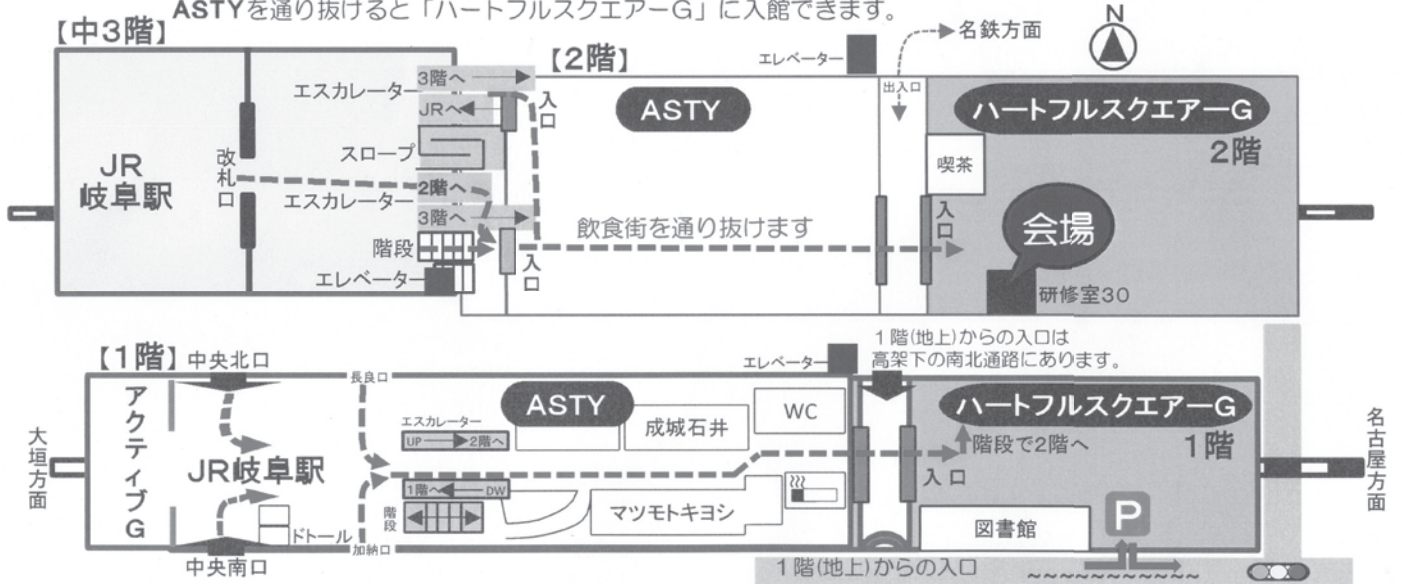 ASTYを通り抜けると「ハートフルスクエアーG」に入館できます。
【中3階】
【2階】
エレベーター
名鉄方面
N
エスカレーター
3階へ
JRへ
入口
ASTY
出入口
ハートフルスクエアーG
2階
JR
岐阜駅
改札口
スロープ
喫茶
2階へ
エスカレーター
3階へ
飲食街を通り抜けます
入口
会場
階段
エレベーター
入口
研修室30
【1階】
中央北口
長良口
エレベーター
1階(地上)からの入口は
高架下の南北通路にあります。
アクティブG
ASTY
成城石井
WC
ハートフルスクエアーG
1階
エスカレーター
UP
2階へ
階段で2階へ
大垣方面
名古屋方面
JR岐阜駅
1階へ
DW
入口
階段
マツモトキヨシ
図書館
P
ドトール
加納口
中央南口
1階(地上)からの入口